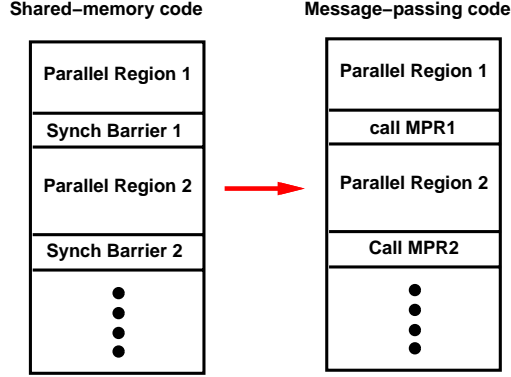 Shared-memory code
Parallel Region 1
Synch Barrier 1
Parallel Region 2
Synch Barrier 2
Message-passing code
Parallel Region 1
call MPR1
Parallel Region 2
Call MPR2